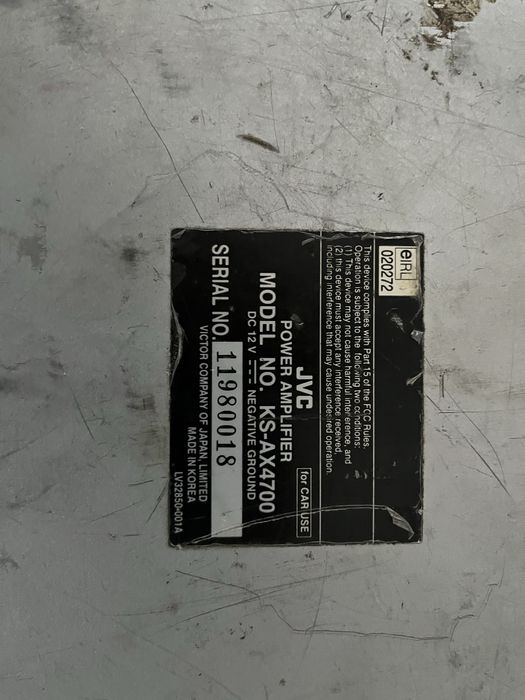 eIRL
020272
This device complies with Part 15 of the FCC Rules,
Operation is subject to the following two conditions:
(1) This device may not cause harmful interference, and
(2) this device must accept any interference received,
including interference that may cause undesired operation.
JVC
for CAR USE
POWER AMPLIFIER
MODEL NO. KS-AX4700
DC 12 V ⎓ NEGATIVE GROUND
SERIAL NO. 11980018
VICTOR COMPANY OF JAPAN, LIMITED
MADE IN KOREA
LV32850-001A